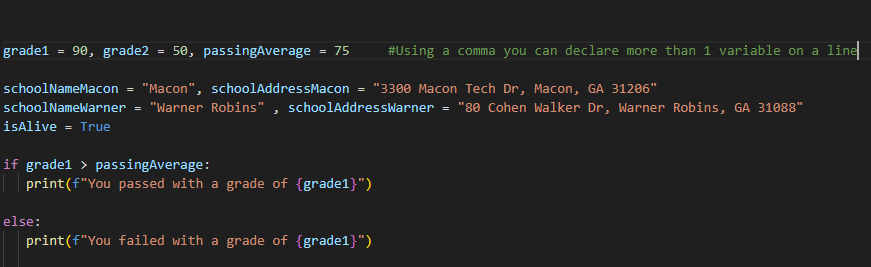 grade1 = 90, grade2 = 50, passingAverage = 75     #Using a comma you can declare more than 1 variable on a line
schoolNameMacon = "Macon", schoolAddressMacon = "3300 Macon Tech Dr, Macon, GA 31206"
schoolNameWarner = "Warner Robins" , schoolAddressWarner = "80 Cohen Walker Dr, Warner Robins, GA 31088"
isAlive = True
if grade1 > passingAverage:
   print(f"You passed with a grade of {grade1}")
else:
   print(f"You failed with a grade of {grade1}")